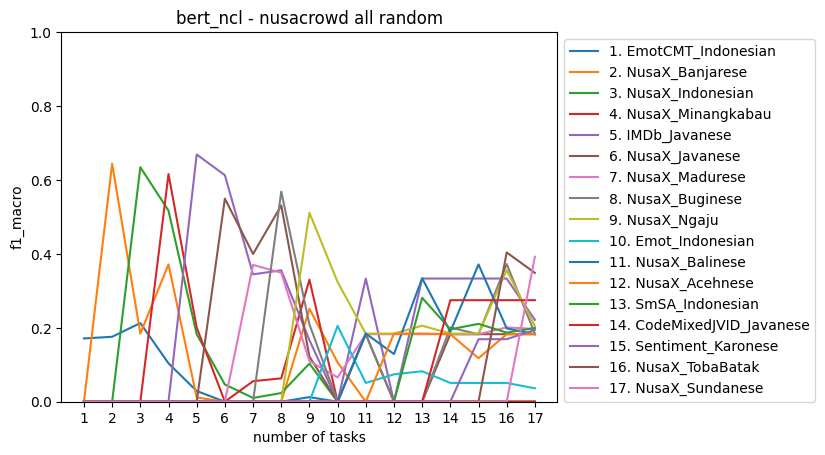 bert_ncl - nusacrowd all random
1.0
0.8
0.6
0.4
0.2
0.0
f1_macro
1 2 3 4 5 6 7 8 9 10 11 12 13 14 15 16 17
number of tasks
1. EmotCMT_Indonesian
2. NusaX_Banjarese
3. NusaX_Indonesian
4. NusaX_Minangkabau
5. IMDb_Javanese
6. NusaX_Javanese
7. NusaX_Madurese
8. NusaX_Buginese
9. NusaX_Ngaju
10. Emot_Indonesian
11. NusaX_Balinese
12. NusaX_Acehnese
13. SmSA_Indonesian
14. CodeMixedJVID_Javanese
15. Sentiment_Karonese
16. NusaX_TobaBatak
17. NusaX_Sundanese